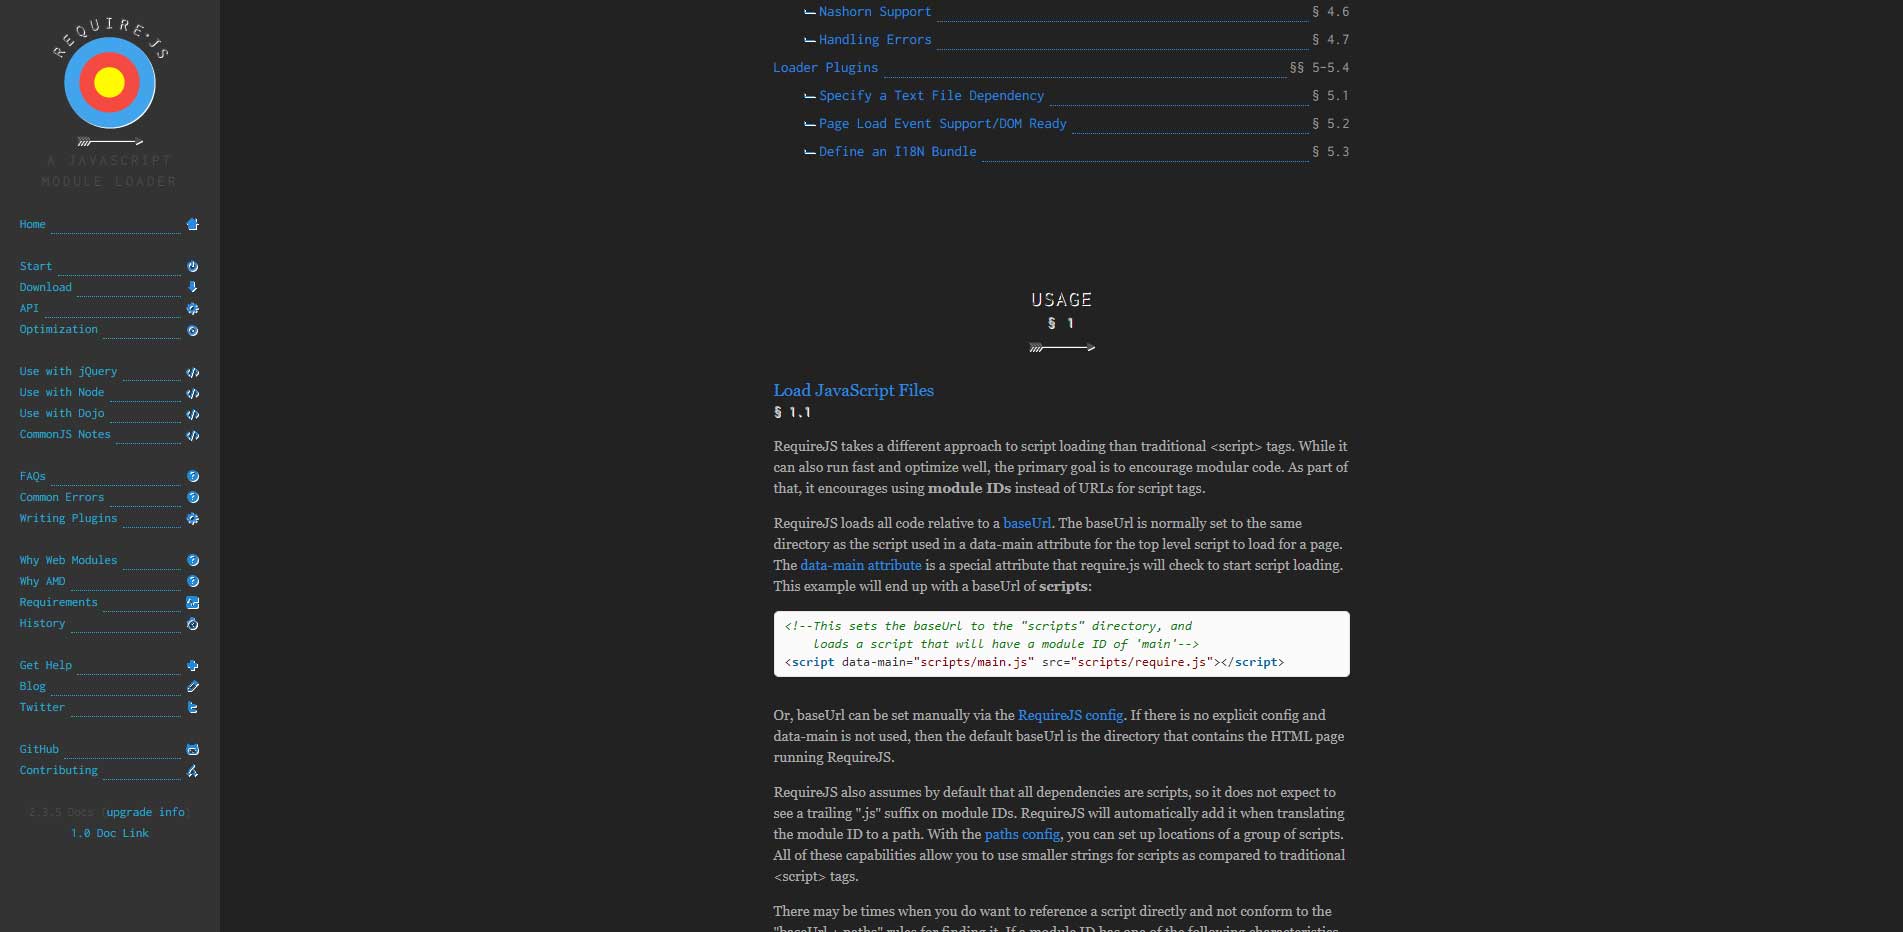 REQUIRE.JS
A JAVASCRIPT
MODULE LOADER
Home
Start
Download
API
Optimization
Use with jQuery
Use with Node
Use with Dojo
CommonJS Notes
FAQs
Common Errors
Writing Plugins
Why Web Modules
Why AMD
Requirements
History
Get Help
Blog
Twitter
GitHub
Contributing
2.3.5 Docs (upgrade info)
1.0 Doc Link
Nashorn Support § 4.6
Handling Errors § 4.7
Loader Plugins §§ 5-5.4
Specify a Text File Dependency § 5.1
Page Load Event Support/DOM Ready § 5.2
Define an I18N Bundle § 5.3
USAGE
§ 1
Load JavaScript Files
§ 1.1
RequireJS takes a different approach to script loading than traditional <script> tags. While it
can also run fast and optimize well, the primary goal is to encourage modular code. As part of
that, it encourages using module IDs instead of URLs for script tags.
RequireJS loads all code relative to a baseUrl. The baseUrl is normally set to the same
directory as the script used in a data-main attribute for the top level script to load for a page.
The data-main attribute is a special attribute that require.js will check to start script loading.
This example will end up with a baseUrl of scripts:
<!--This sets the baseUrl to the "scripts" directory, and
loads a script that will have a module ID of 'main'-->
<script data-main="scripts/main.js" src="scripts/require.js"></script>
Or, baseUrl can be set manually via the RequireJS config. If there is no explicit config and
data-main is not used, then the default baseUrl is the directory that contains the HTML page
running RequireJS.
RequireJS also assumes by default that all dependencies are scripts, so it does not expect to
see a trailing ".js" suffix on module IDs. RequireJS will automatically add it when translating
the module ID to a path. With the paths config, you can set up locations of a group of scripts.
All of these capabilities allow you to use smaller strings for scripts as compared to traditional
<script> tags.
There may be times when you do want to reference a script directly and not conform to the
"baseUrl + paths" rules for finding it. If a module ID has one of the following characteristics,